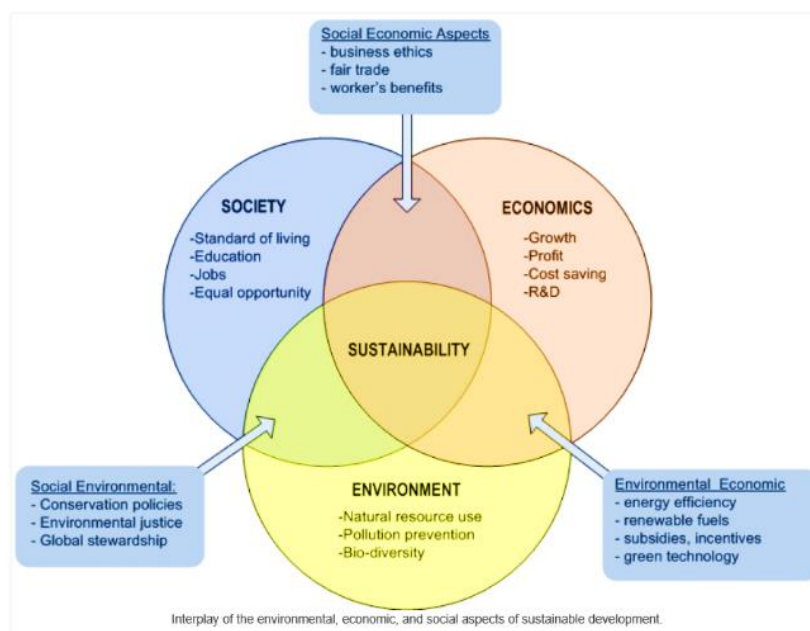 Social Economic Aspects
- business ethics
- fair trade
- worker's benefits
SOCIETY
-Standard of living
-Education
-Jobs
-Equal opportunity
ECONOMICS
-Growth
-Profit
-Cost saving
-R&D
SUSTAINABILITY
Social Environmental:
- Conservation policies
- Environmental justice
- Global stewardship
ENVIRONMENT
-Natural resource use
-Pollution prevention
-Bio-diversity
Environmental Economic
- energy efficiency
- renewable fuels
- subsidies, incentives
- green technology
Interplay of the environmental, economic, and social aspects of sustainable development.